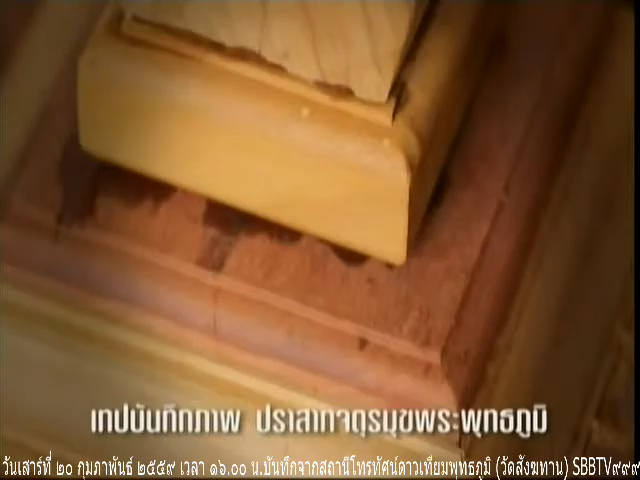 เทปบันทึกภาพ ปราสาทจตุรมุขพระพุทธภูมิ
วันเสาร์ที่ ๒๐ กุมภาพันธ์ ๒๕๕๙ เวลา ๑๖.๐๐ น.บันทึกจากสถานีโทรทัศน์ดาวเทียมพุทธภูมิ (วัดสังฆทาน) SBBTV๙๙๙